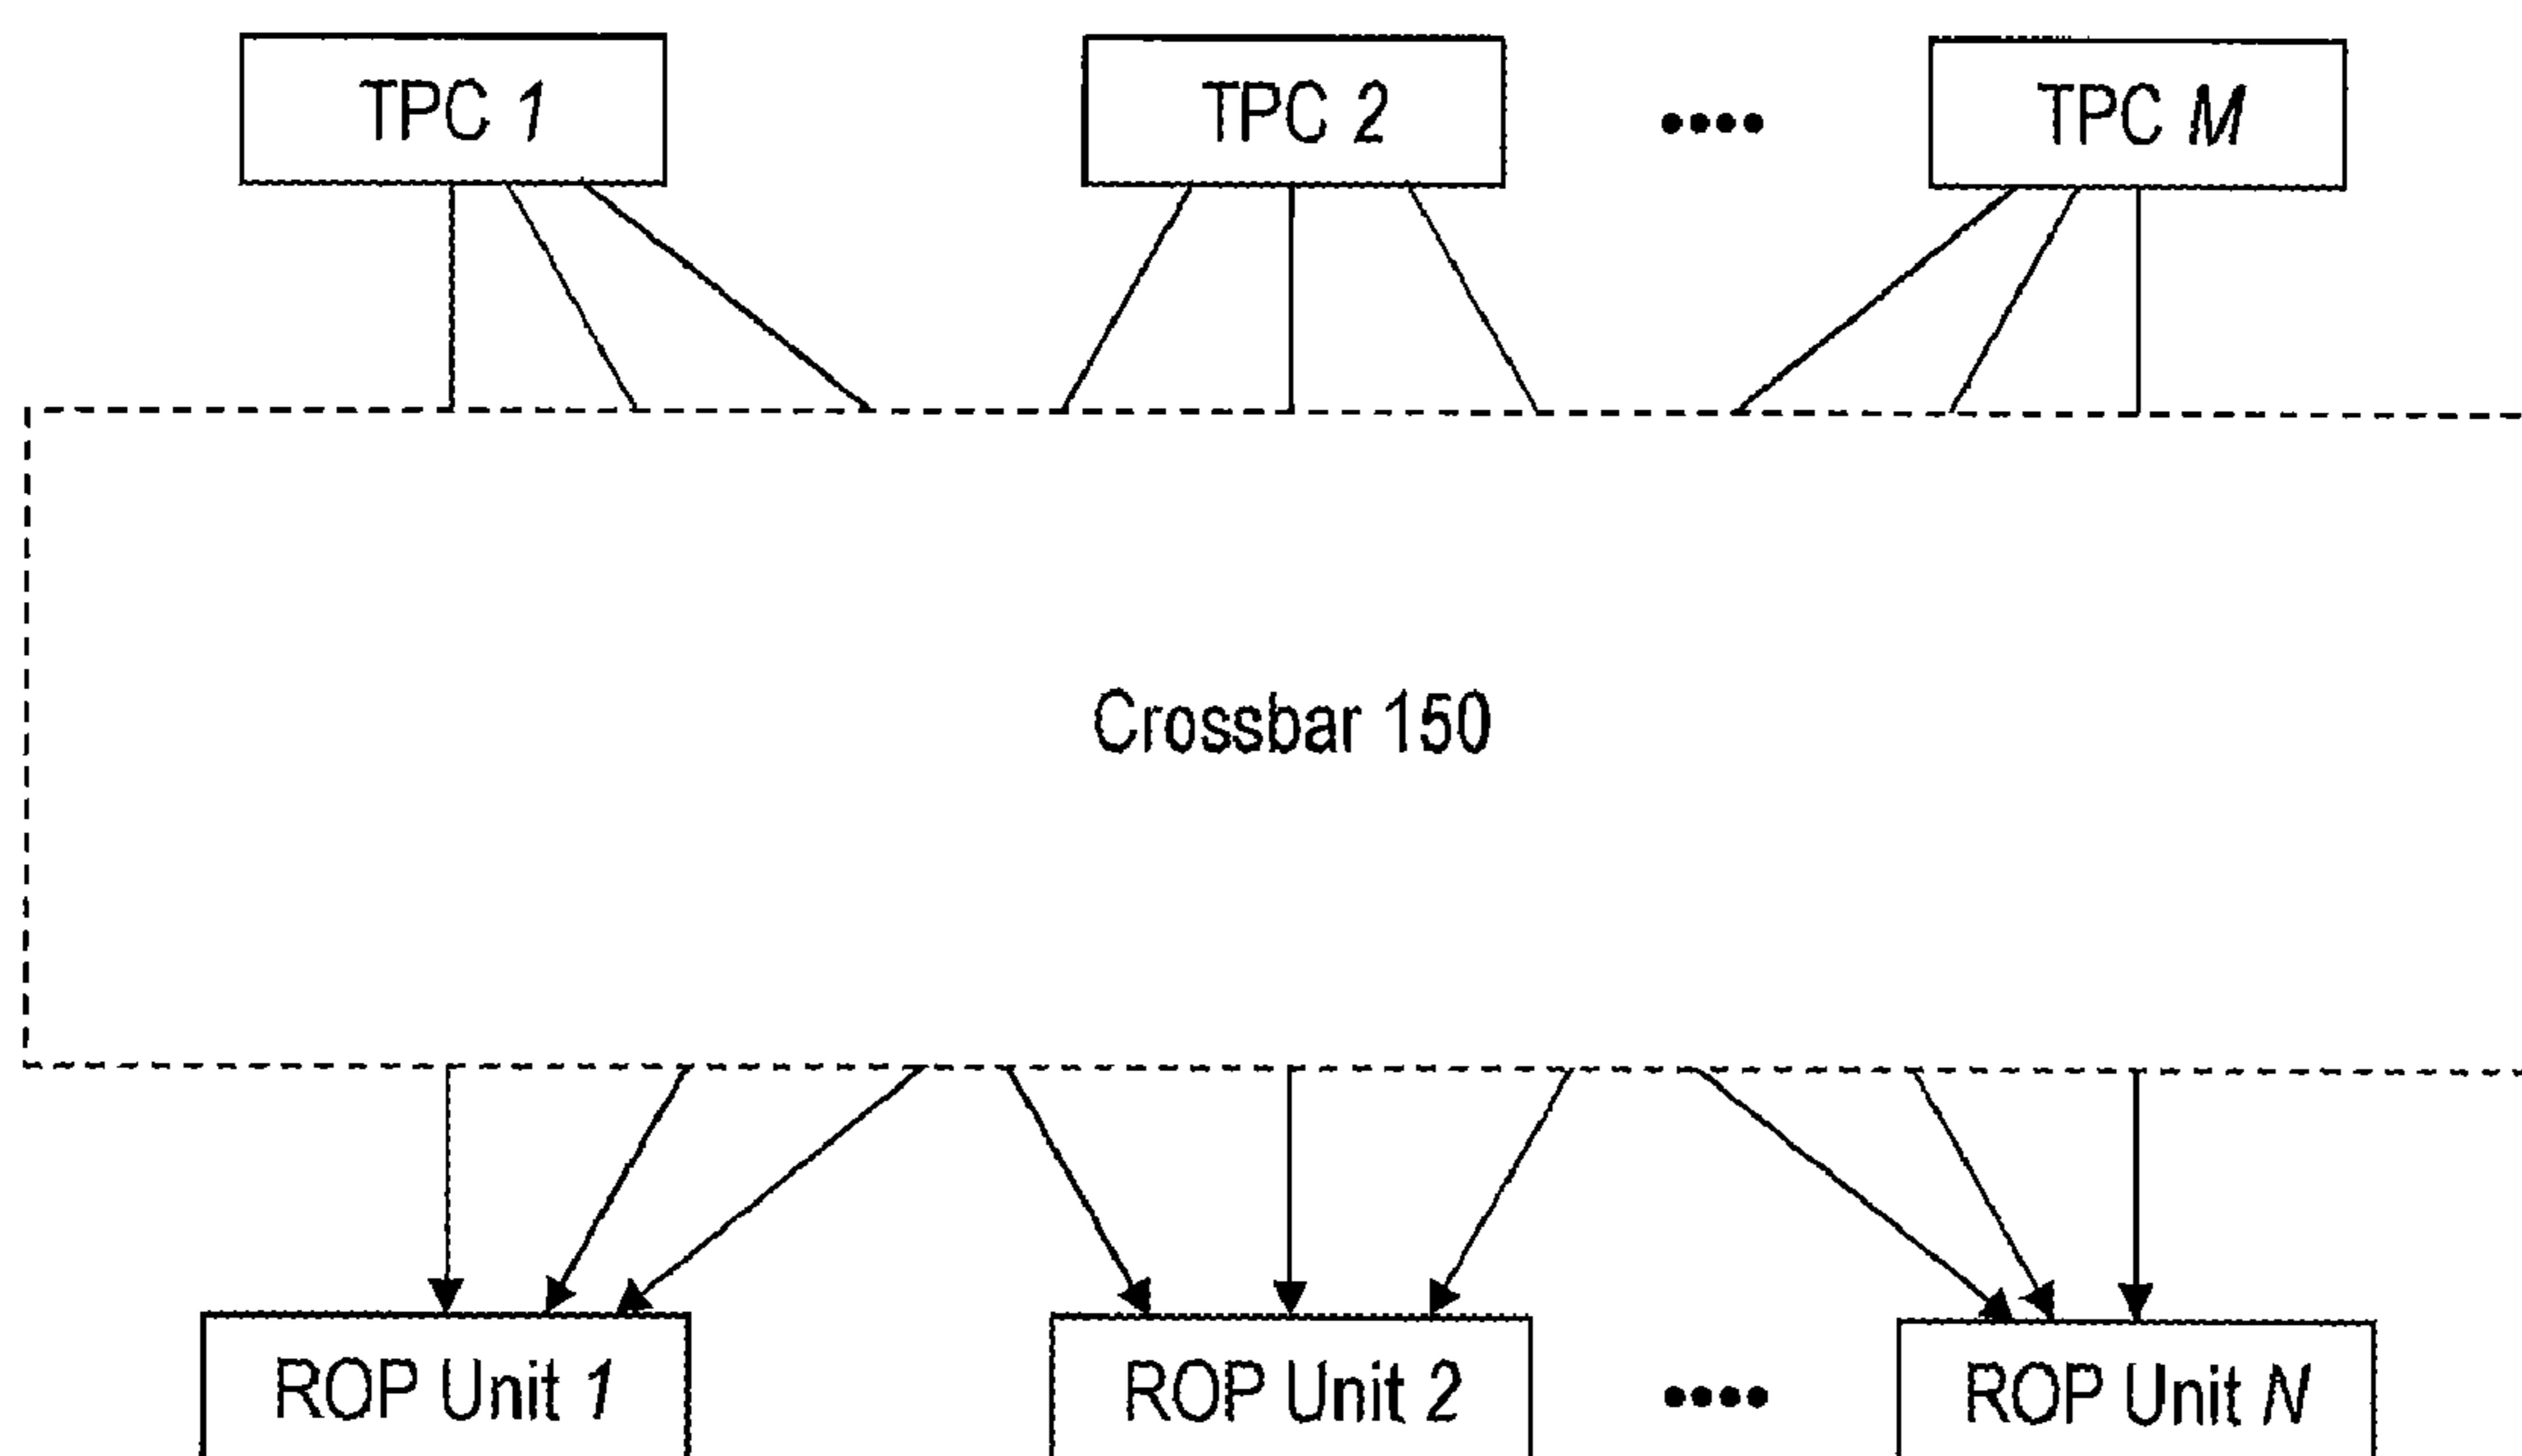 TPC 1
TPC 2
•••• 
TPC M
Crossbar 150
ROP Unit 1
ROP Unit 2
••••
ROP Unit N